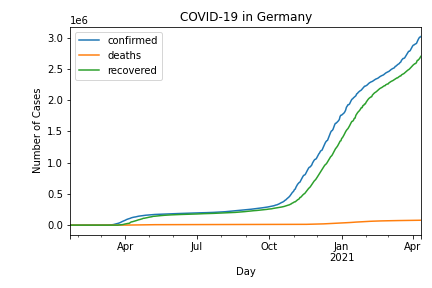 COVID-19 in Germany
1e6
confirmed
deaths
recovered
3.0
2.5
2.0
1.5
1.0
0.5
0.0
Number of Cases
Apr Jul Oct Jan Apr
2021
Day